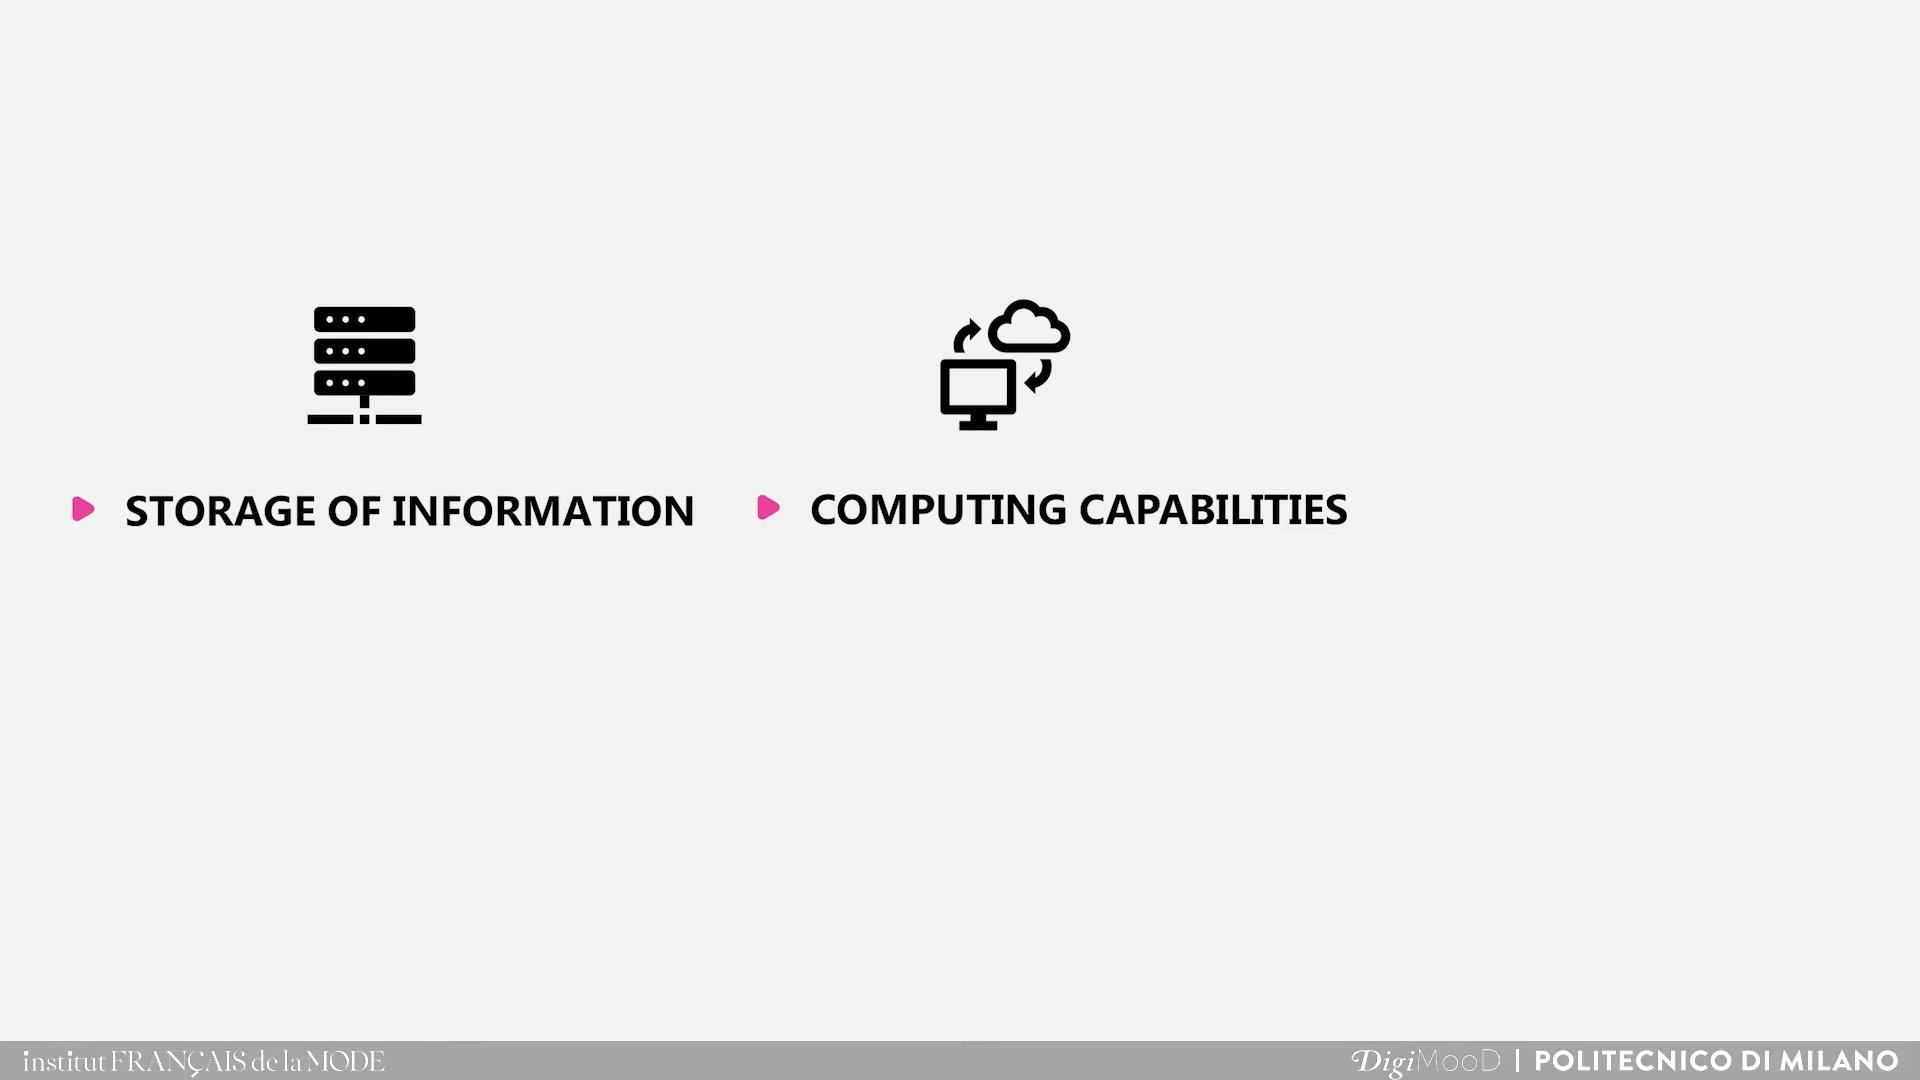 STORAGE OF INFORMATION
COMPUTING CAPABILITIES
institut FRANÇAIS de la MODE
DigiMooD | POLITECNICO DI MILANO